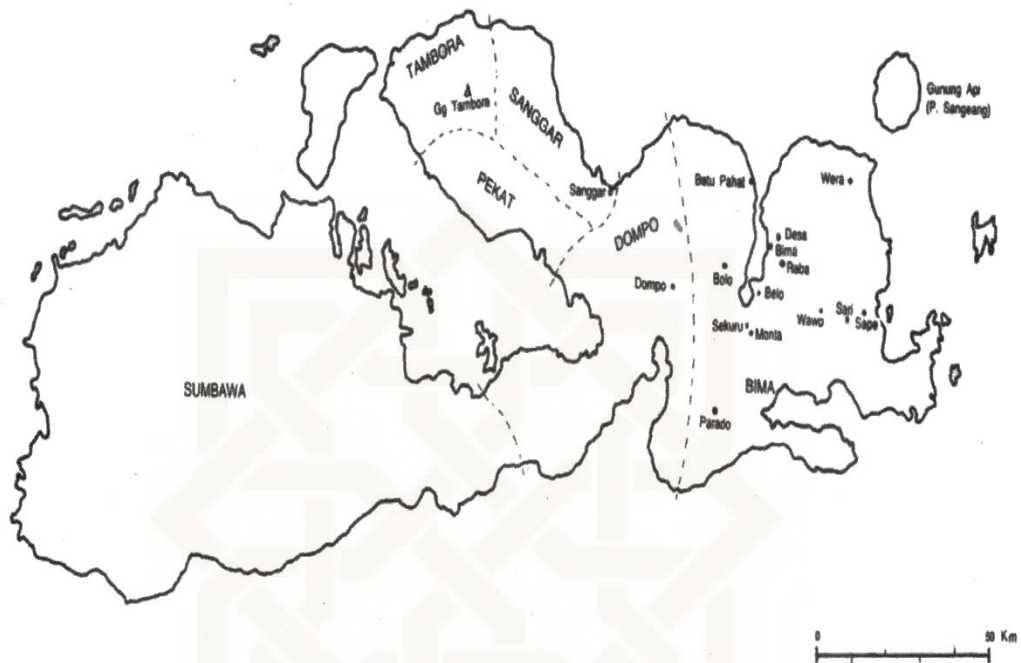 TAMBORA
Gg Tambora
SANGGAR
PEKAT
Sanggar
Gunung Api
(P. Sangeang)
Batu Pahat
Wera
DOMPO
Desa
Bima
Raba
Bolo
Dompo
Belo
Sekuru
Monta
Wawo
Sari
Sape
SUMBAWA
BIMA
Parado
0
50 Km